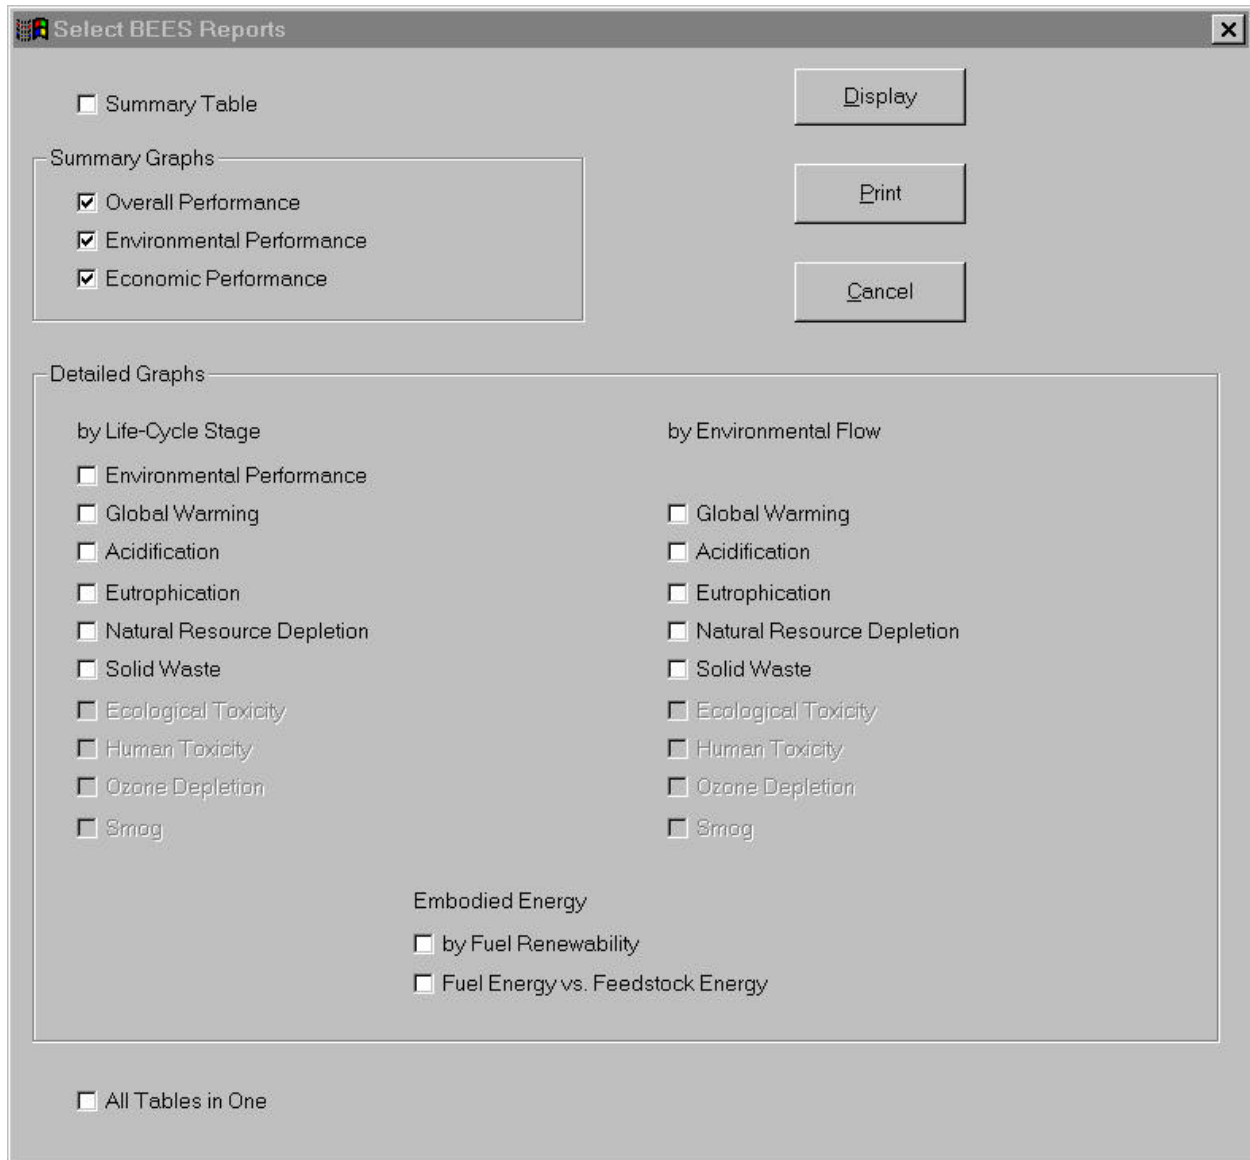 Select BEES Reports
Summary Table
Display
Summary Graphs
Overall Performance
Print
Environmental Performance
Economic Performance
Cancel
Detailed Graphs
by Life-Cycle Stage
by Environmental Flow
Environmental Performance
Global Warming
Global Warming
Acidification
Acidification
Eutrophication
Eutrophication
Natural Resource Depletion
Natural Resource Depletion
Solid Waste
Solid Waste
Ecological Toxicity
Ecological Toxicity
Human Toxicity
Human Toxicity
Ozone Depletion
Ozone Depletion
Smog
Smog
Embodied Energy
by Fuel Renewability
Fuel Energy vs. Feedstock Energy
All Tables in One